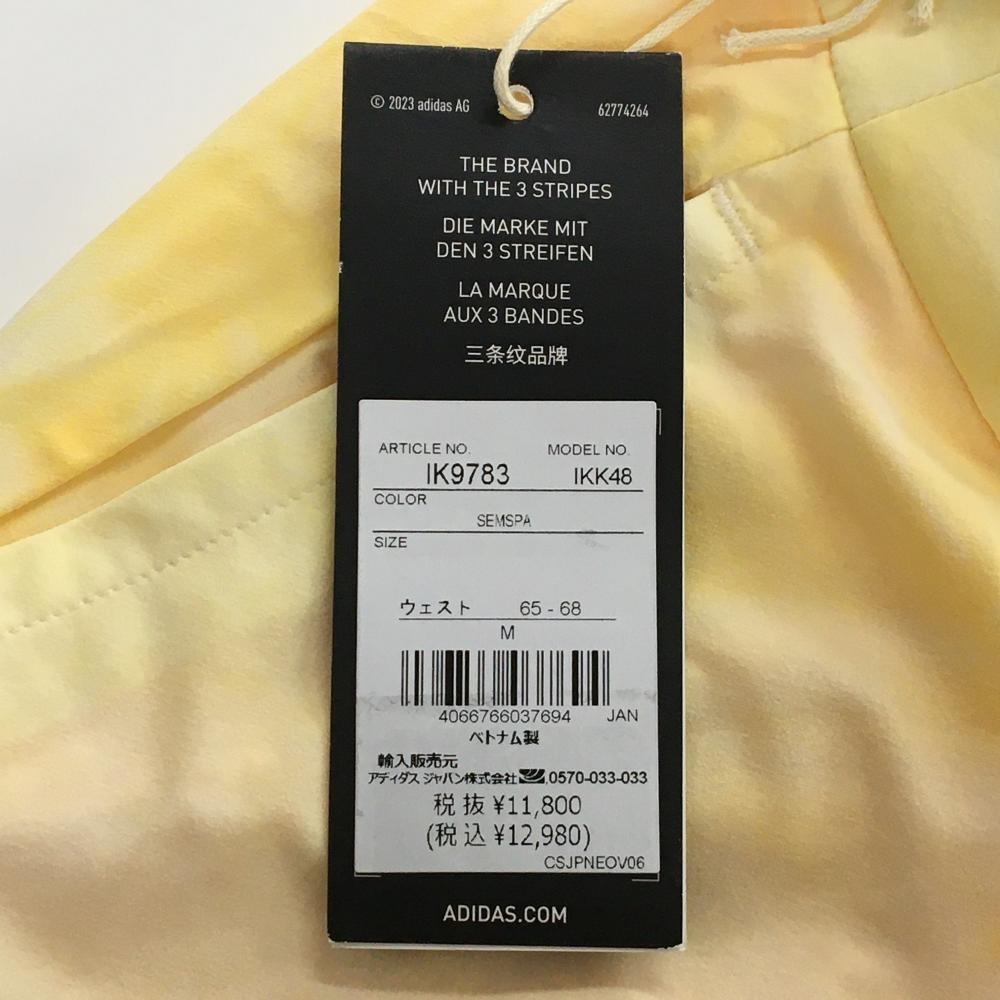 © 2023 adidas AG 62774264
THE BRAND
WITH THE 3 STRIPES
DIE MARKE MIT
DEN 3 STREIFEN
LA MARQUE
AUX 3 BANDES
三条纹品牌
ARTICLE NO. MODEL NO.
IK9783 IKK48
COLOR
SEMSPA
SIZE
ウェスト 65 - 68
M
4066766037694 JAN
ベトナム製
輸入販売元
アディダス ジャパン株式会社 0570-033-033
税抜 ¥11,800
(税込 ¥12,980)
CSJPNEOV06
ADIDAS.COM